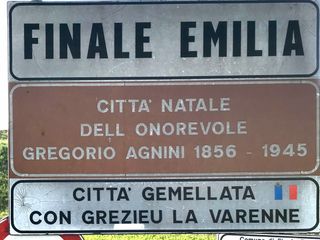 FINALE EMILIA
CITTA' NATALE
DELL ONOREVOLE
GREGORIO AGNINI 1856 - 1945
CITTA' GEMELLATA
CON GREZIEU LA VARENNE